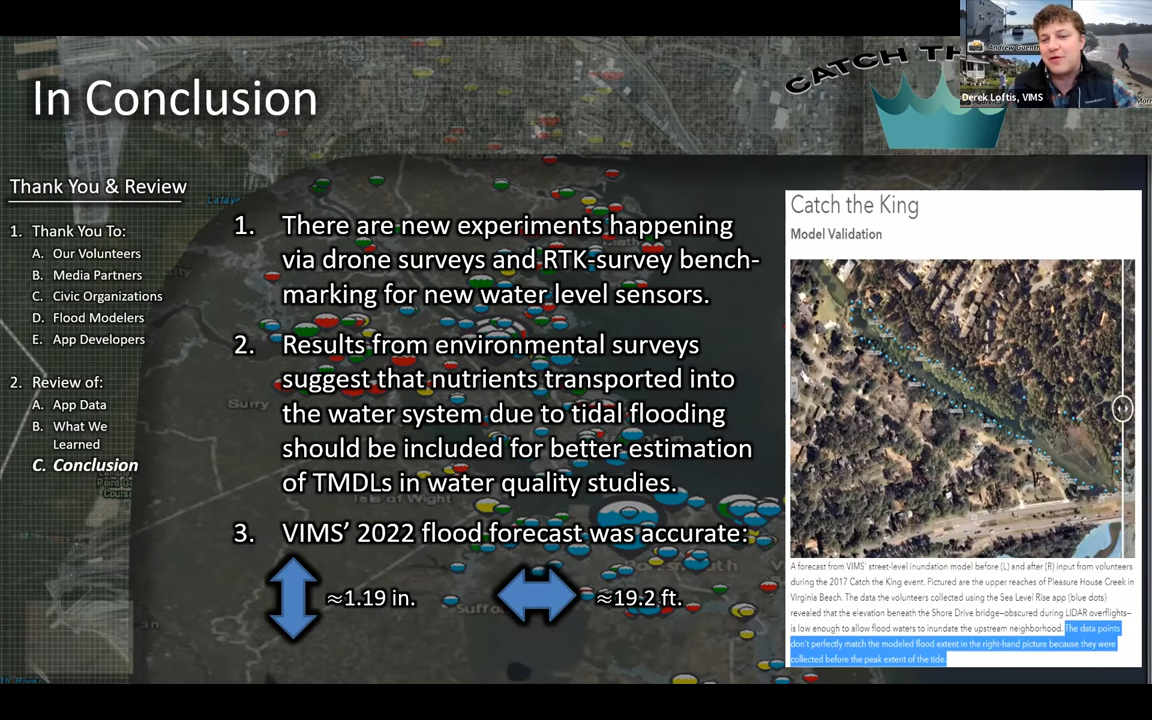 In Conclusion
CATCH TH
Andrew Guenth
Derek Loftis, VIMS
Thank You & Review
1. Thank You To:
A. Our Volunteers
B. Media Partners
C. Civic Organizations
D. Flood Modelers
E. App Developers
2. Review of:
A. App Data
B. What We
Learned
C. Conclusion
1. There are new experiments happening
via drone surveys and RTK-survey bench-
marking for new water level sensors.
2. Results from environmental surveys
suggest that nutrients transported into
the water system due to tidal flooding
should be included for better estimation
of TMDLs in water quality studies.
3. VIMS’ 2022 flood forecast was accurate:
≈1.19 in.
≈19.2 ft.
Surry
Isle of Wight
Suffo
Catch the King
Model Validation
A forecast from VIMS' street-level inundation model before (L) and after (R) input from volunteers
during the 2017 Catch the King event. Pictured are the upper reaches of Pleasure House Creek in
Virginia Beach. The data the volunteers collected using the Sea Level Rise app (blue dots)
revealed that the elevation beneath the Shore Drive bridge–obscured during LIDAR overflights–
is low enough to allow flood waters to inundate the upstream neighborhood. The data points
don't perfectly match the modeled flood extent in the right-hand picture because they were
collected before the peak extent of the tide.